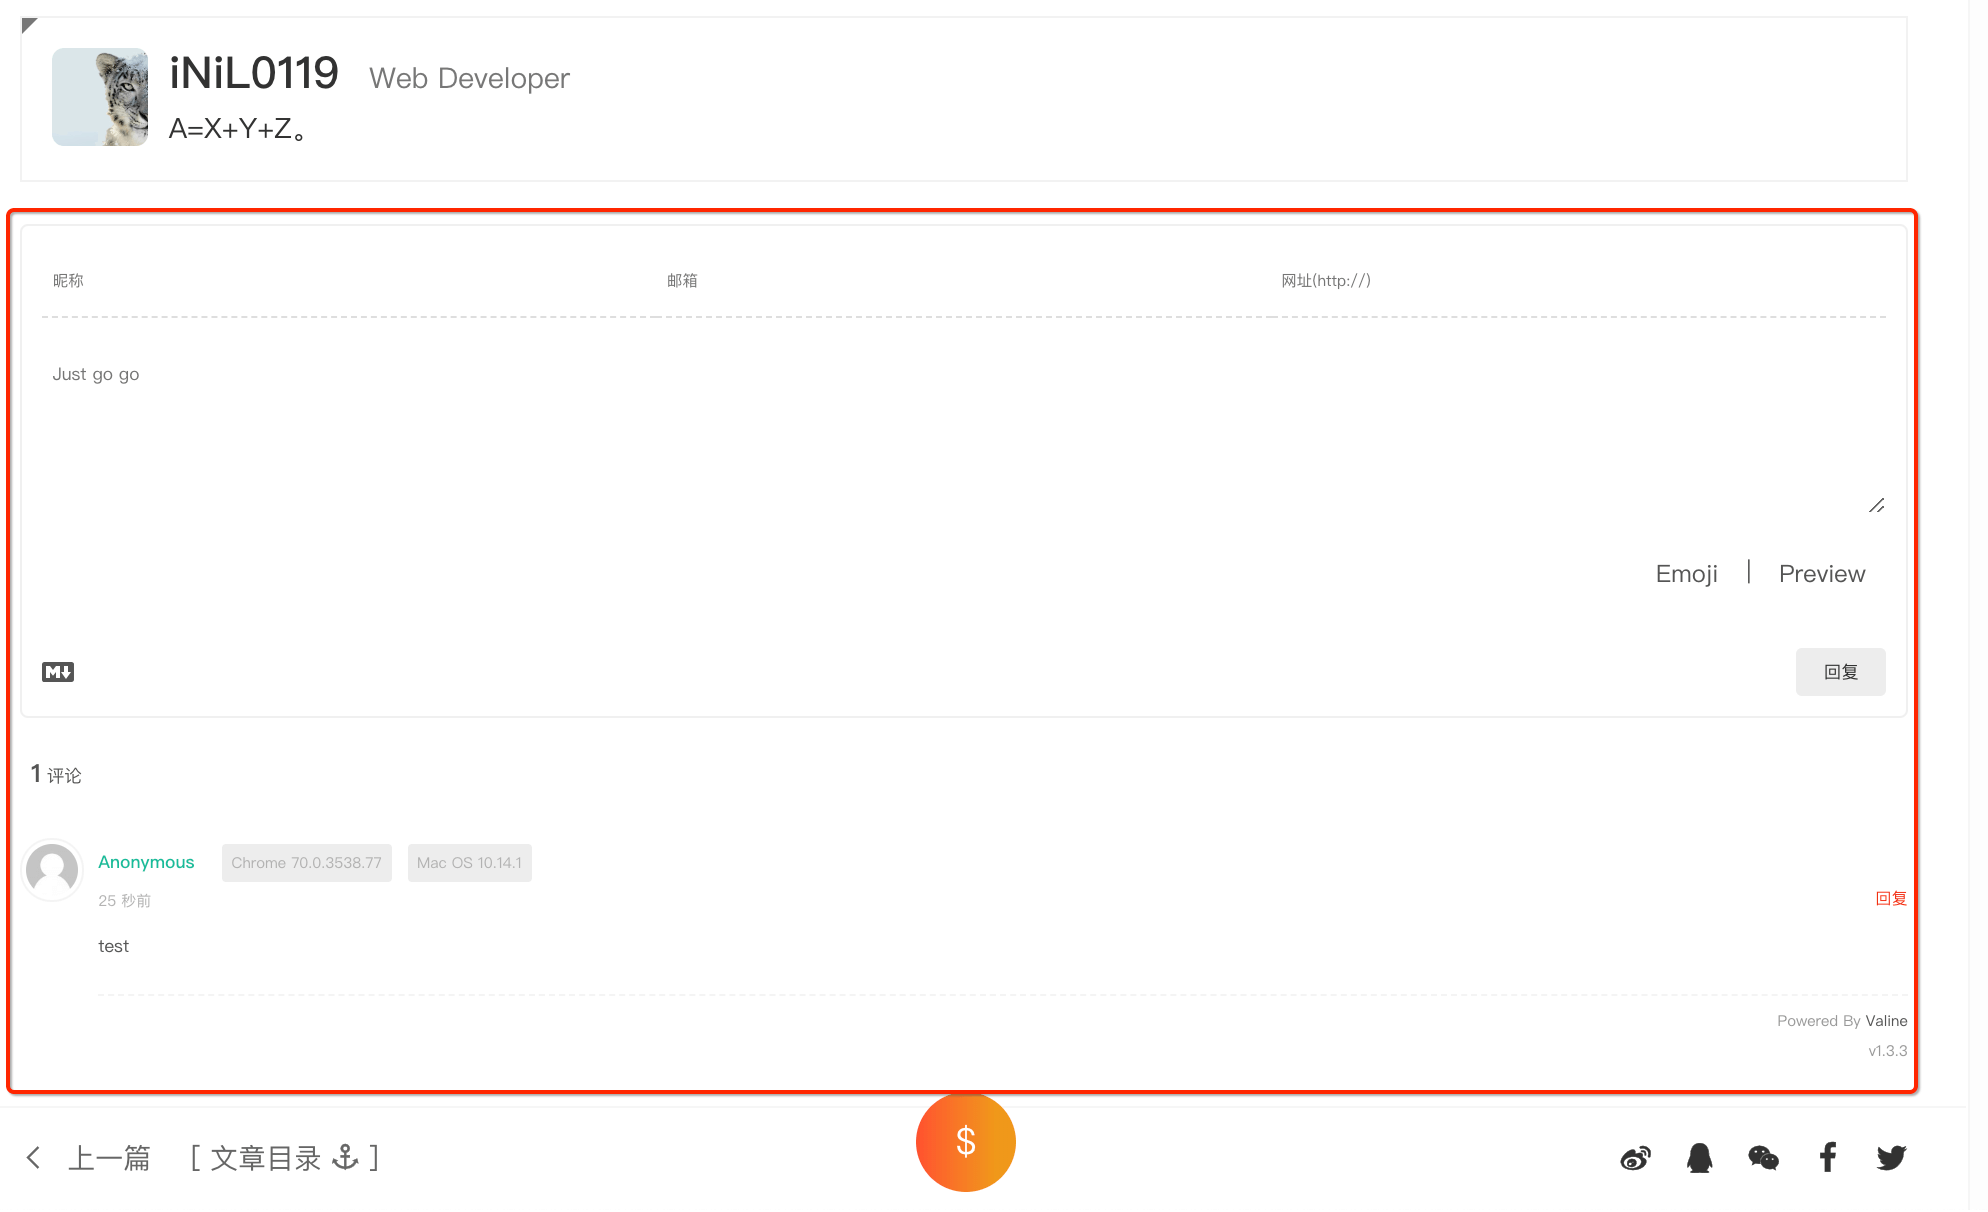 iNiL0119 Web Developer
A=X+Y+Z。
昵称 邮箱 网址(http://)
Just go go
Emoji | Preview
M↓ 回复
1 评论
Anonymous Chrome 70.0.3538.77 Mac OS 10.14.1
25 秒前 回复
test
Powered By Valine
v1.3.3
上一篇 [ 文章目录 ] $